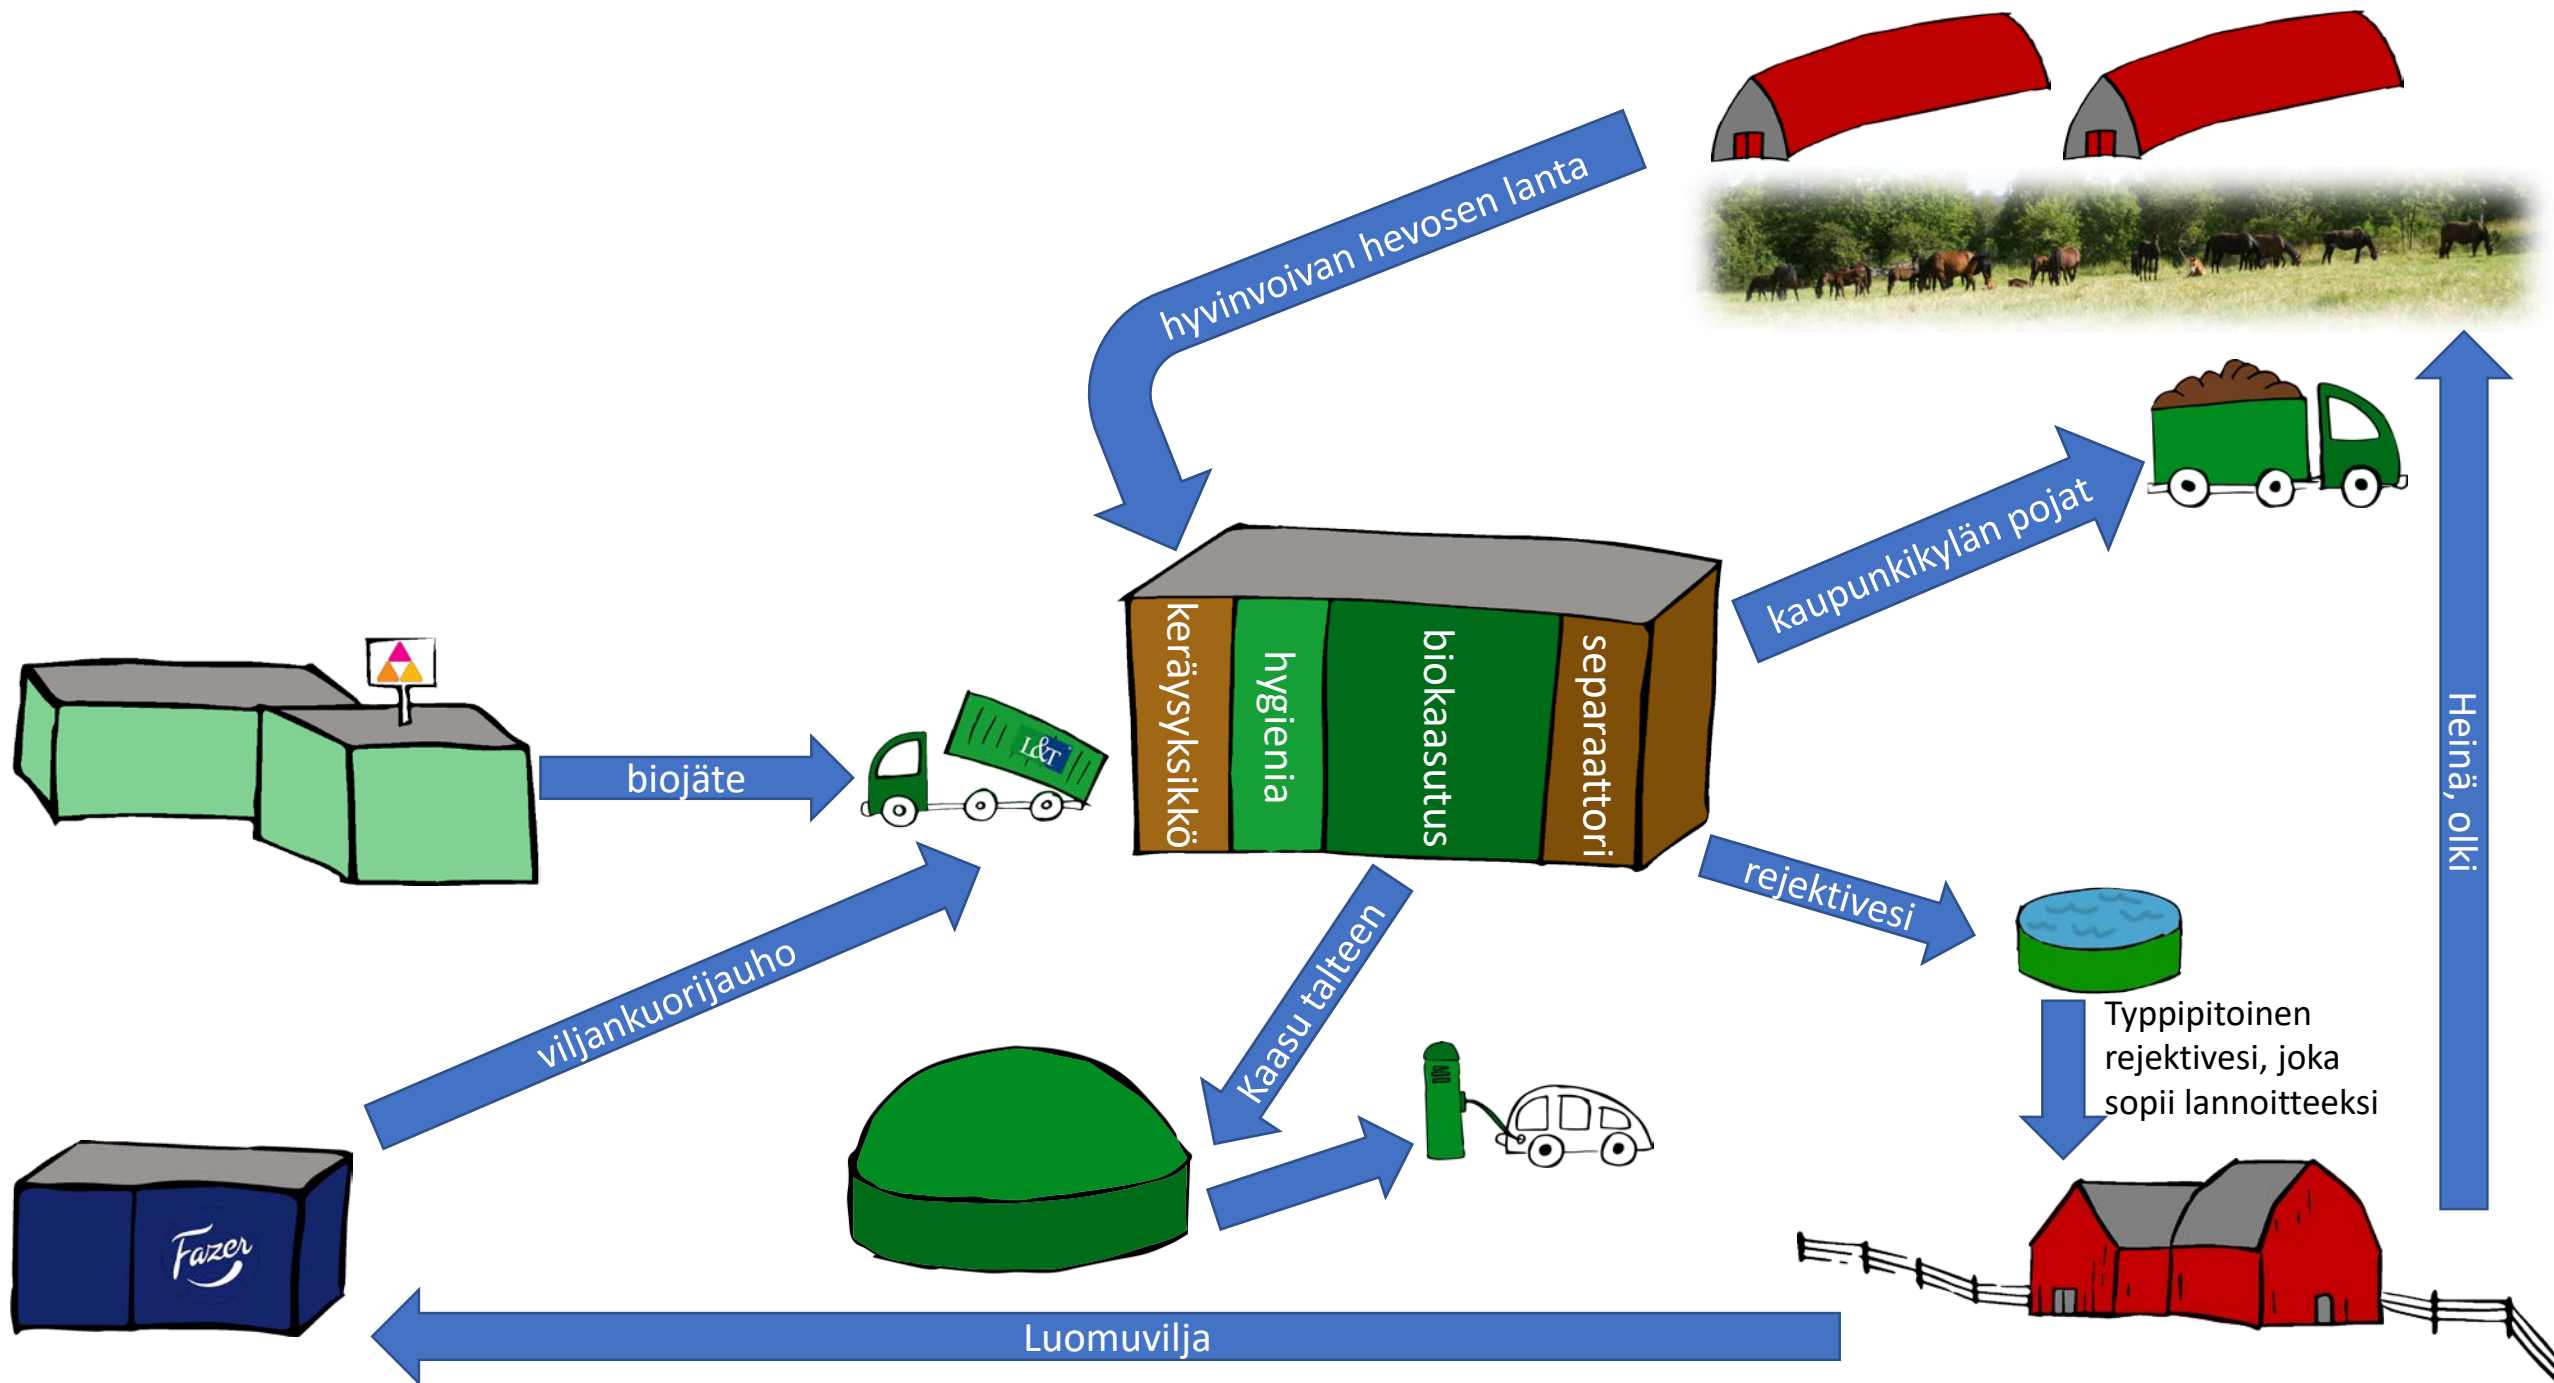 hyvinvoivan hevosen lanta
kaupunkikylän pojat
keräysyksikkö
hygienia
biokaasutus
separaattori
Heinä, olki
L&T
biojäte
rejektivesi
viljankuorijauho
Kaasu talteen
Typpipitoinen
rejektivesi, joka
sopii lannoitteeksi
Fazer
Luomuvilja